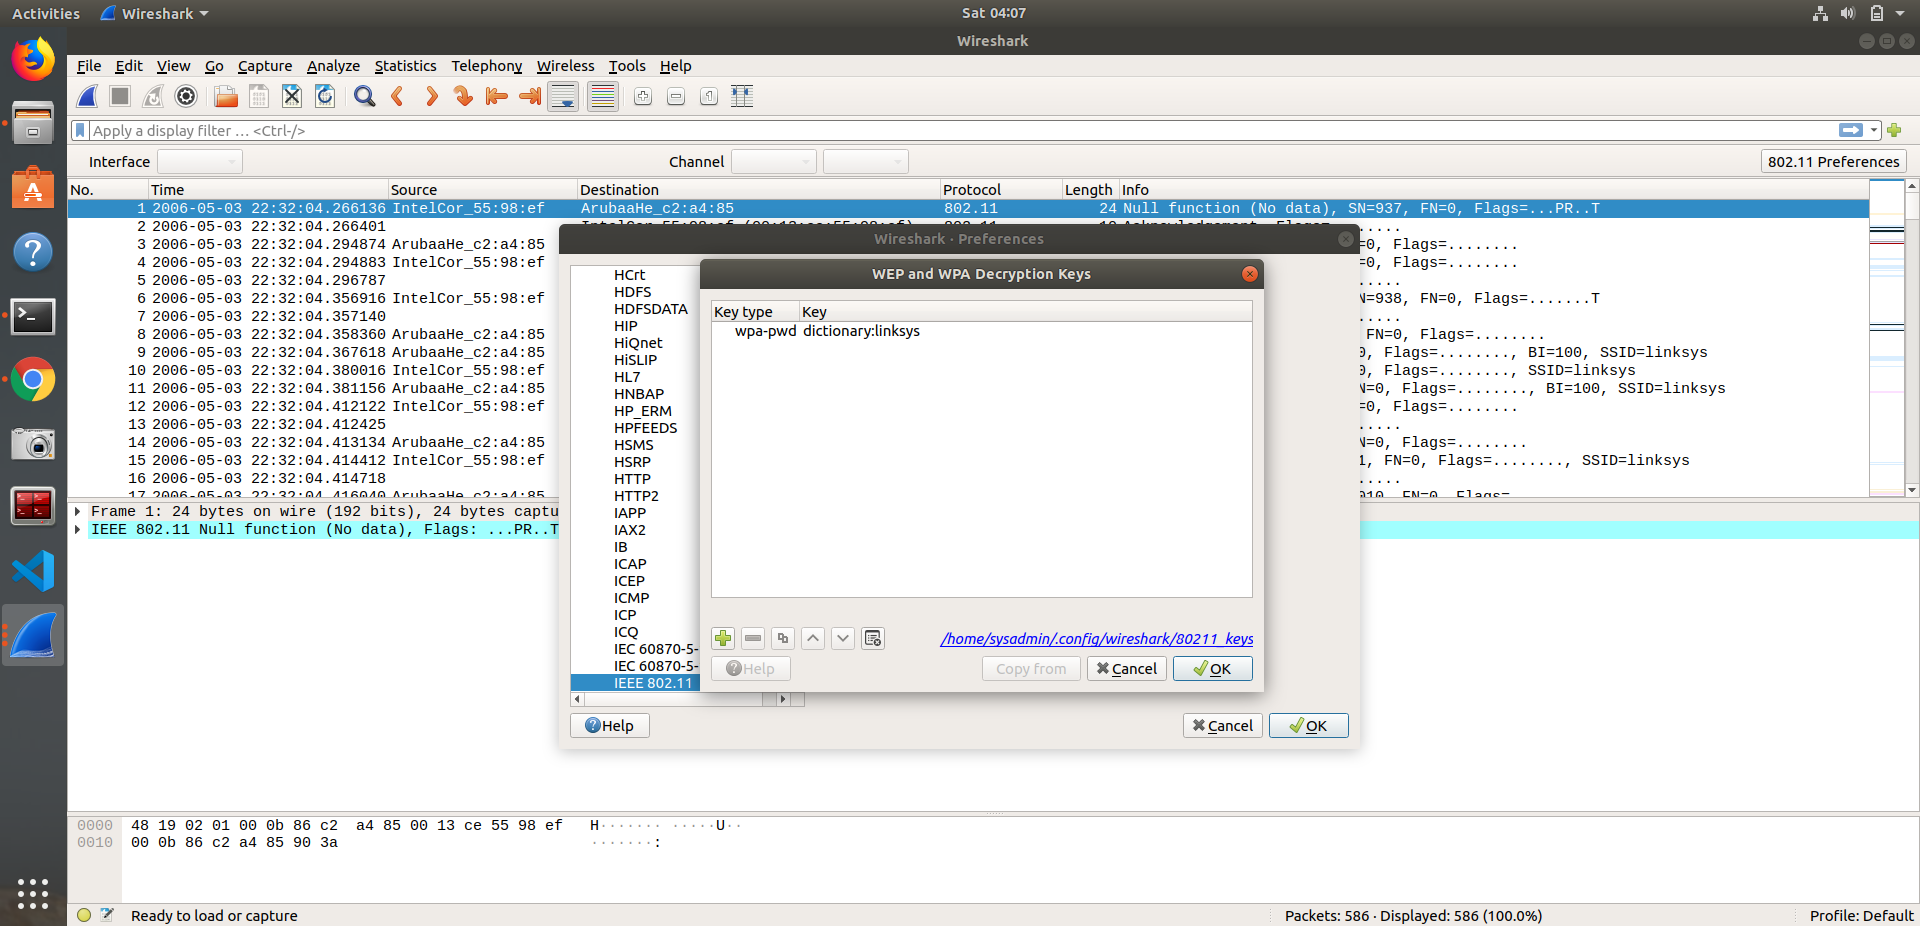 Activities Wireshark Sat 04:07
Wireshark
File Edit View Go Capture Analyze Statistics Telephony Wireless Tools Help
Apply a display filter … <Ctrl-/>
Interface Channel 802.11 Preferences
No. Time Source Destination Protocol Length Info
1 2006-05-03 22:32:04.266136 IntelCor_55:98:ef ArubaaHe_c2:a4:85 802.11 24 Null function (No data), SN=937, FN=0, Flags=...PR..T
2 2006-05-03 22:32:04.266401
3 2006-05-03 22:32:04.294874 ArubaaHe_c2:a4:85 =0, Flags=........
4 2006-05-03 22:32:04.294883 IntelCor_55:98:ef =0, Flags=........
5 2006-05-03 22:32:04.296787 .....
6 2006-05-03 22:32:04.356916 IntelCor_55:98:ef N=938, FN=0, Flags=.......T
7 2006-05-03 22:32:04.357140 .....
8 2006-05-03 22:32:04.358360 ArubaaHe_c2:a4:85 FN=0, Flags=........
9 2006-05-03 22:32:04.367618 ArubaaHe_c2:a4:85 0, Flags=........, BI=100, SSID=linksys
10 2006-05-03 22:32:04.380016 IntelCor_55:98:ef 0, Flags=........, SSID=linksys
11 2006-05-03 22:32:04.381156 ArubaaHe_c2:a4:85 N=0, Flags=........, BI=100, SSID=linksys
12 2006-05-03 22:32:04.412122 IntelCor_55:98:ef =0, Flags=........
13 2006-05-03 22:32:04.412425 .....
14 2006-05-03 22:32:04.413134 ArubaaHe_c2:a4:85 N=0, Flags=........
15 2006-05-03 22:32:04.414412 IntelCor_55:98:ef 1, FN=0, Flags=........, SSID=linksys
16 2006-05-03 22:32:04.414718 .....
17 2006-05-03 22:32:04.416040 ArubaaHe_c2:a4:85 010, FN=0, Flags=
Frame 1: 24 bytes on wire (192 bits), 24 bytes captu
IEEE 802.11 Null function (No data), Flags: ...PR..T
Wireshark · Preferences
HCrt
HDFS
HDFSDATA
HIP
HiQnet
HiSLIP
HL7
HNBAP
HP_ERM
HPFEEDS
HSMS
HSRP
HTTP
HTTP2
IAPP
IAX2
IB
ICAP
ICEP
ICMP
ICP
ICQ
IEC 60870-5-
IEC 60870-5-
IEEE 802.11
Help Cancel OK
WEP and WPA Decryption Keys
Key type Key
wpa-pwd dictionary:linksys
/home/sysadmin/.config/wireshark/80211_keys
Help Copy from Cancel OK
0000 48 19 02 01 00 0b 86 c2 a4 85 00 13 ce 55 98 ef H······· ·····U··
0010 00 0b 86 c2 a4 85 90 3a ·······:
Ready to load or capture Packets: 586 · Displayed: 586 (100.0%) Profile: Default